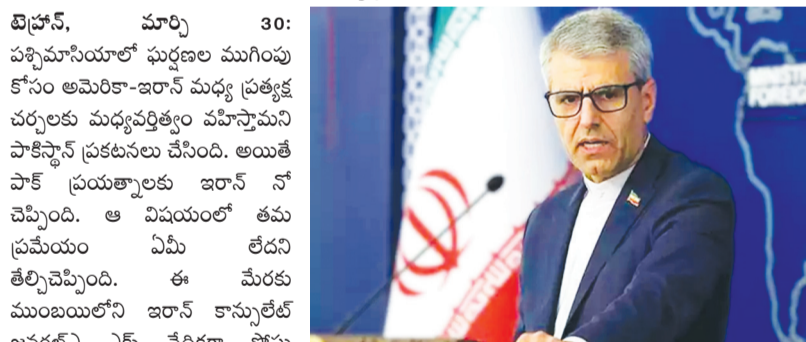 టెహ్రాన్, మార్చి 30:
పశ్చిమాసియాలో ఘర్షణల ముగింపు
కోసం అమెరికా-ఇరాన్ మధ్య ప్రత్యక్ష
చర్చలకు మధ్యవర్తిత్వం వహిస్తామని
పాకిస్థాన్ ప్రకటనలు చేసింది. అయితే
పాక్ ప్రయత్నాలకు ఇరాన్ నో
చెప్పింది. ఆ విషయంలో తమ
ప్రమేయం ఏమీ లేదని
తేల్చిచెప్పింది. ఈ మేరకు
ముంబయిలోని ఇరాన్ కాన్సులేట్
FOREIGN